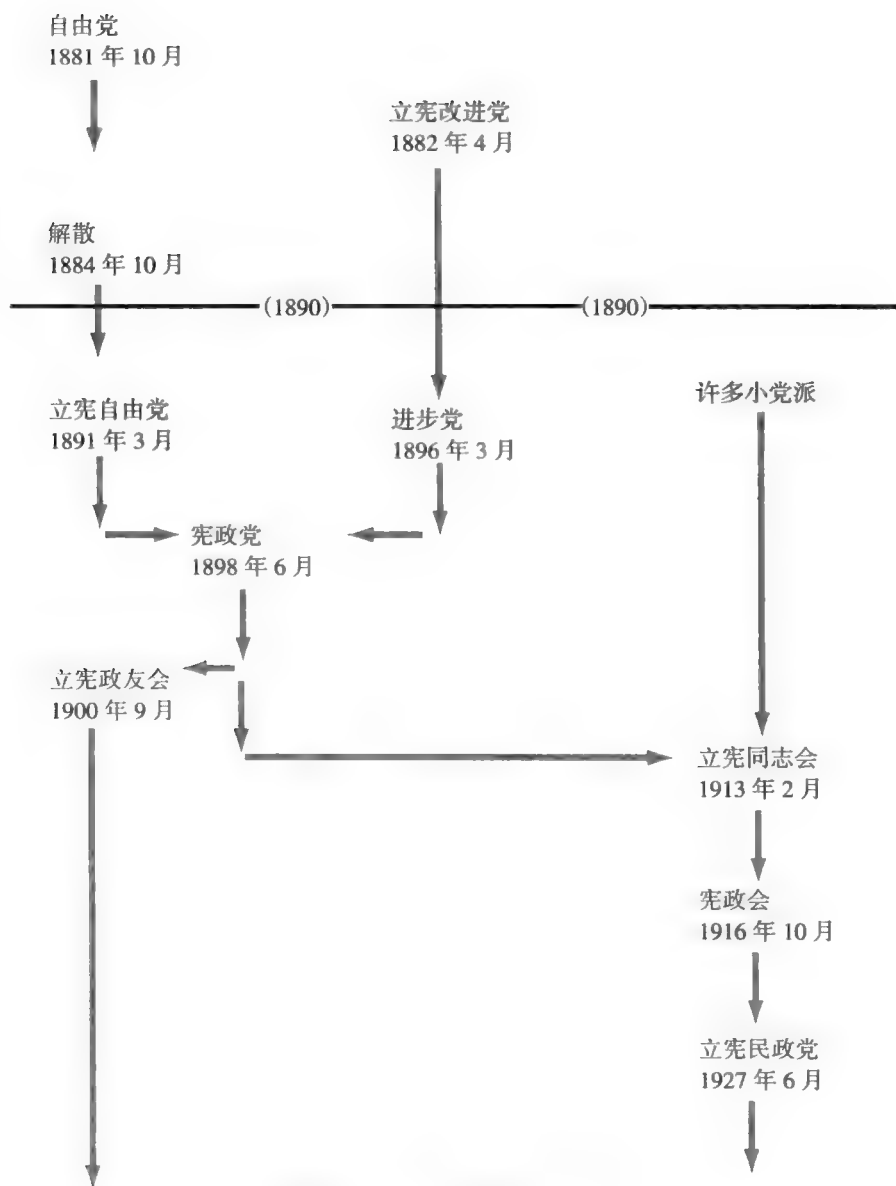 自由党
1881 年 10 月
立宪改进党
1882 年 4 月
解散
1884 年 10 月
(1890)
(1890)
立宪自由党
1891 年 3 月
进步党
1896 年 3 月
许多小党派
宪政党
1898 年 6 月
立宪政友会
1900 年 9 月
立宪同志会
1913 年 2 月
宪政会
1916 年 10 月
立宪民政党
1927 年 6 月